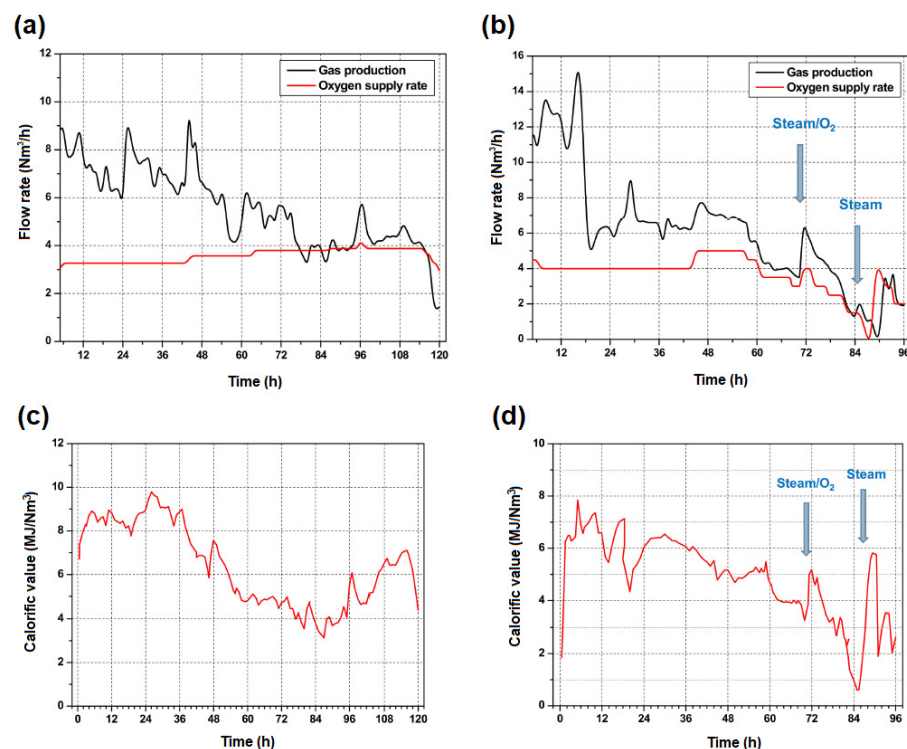 (a)
12
10
8
6
4
2
0
Flow rate (Nm³/h)
Gas production
Oxygen supply rate
12 24 36 48 60 72 84 96 108 120
Time (h)
(b)
16
14
12
10
8
6
4
2
0
Flow rate (Nm³/h)
Gas production
Oxygen supply rate
Steam/O₂
Steam
0 12 24 36 48 60 72 84 96
Time (h)
(c)
12
10
8
6
4
2
0
Calorific value (MJ/Nm³)
0 12 24 36 48 60 72 84 96 108 120
Time (h)
(d)
10
8
6
4
2
0
Calorific value (MJ/Nm³)
Steam/O₂
Steam
0 12 24 36 48 60 72 84 96
Time (h)